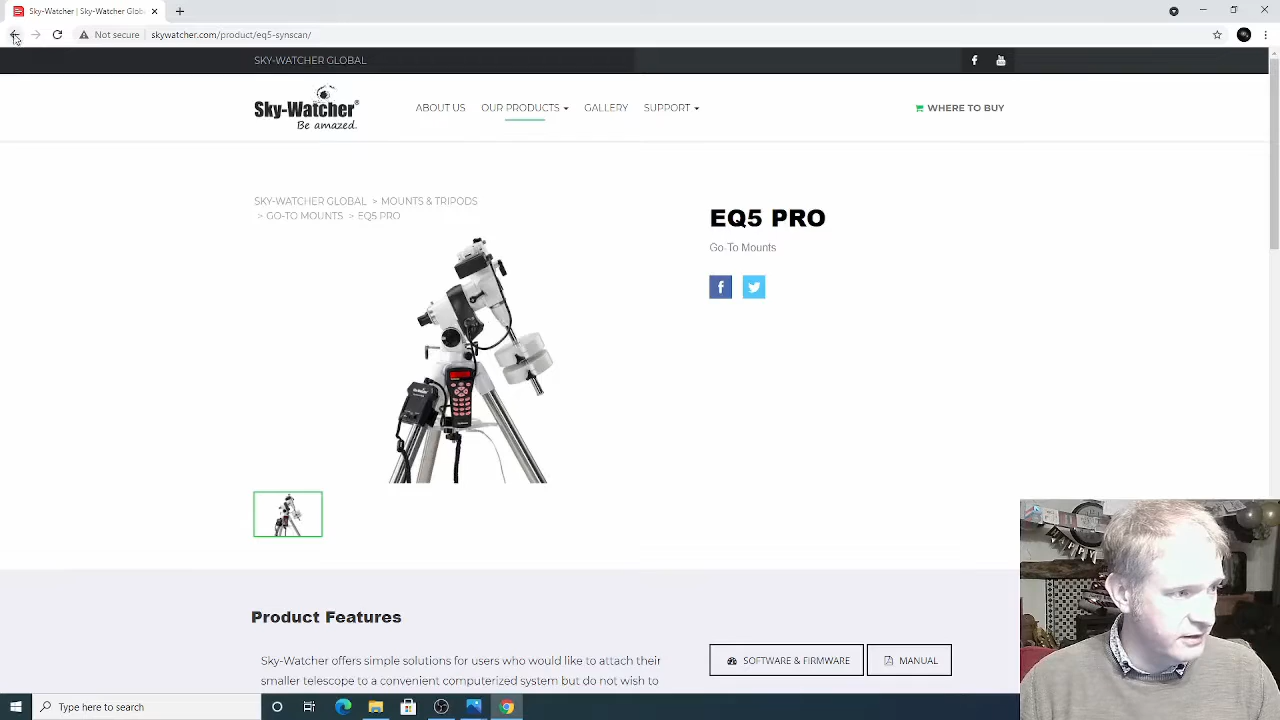 Sky-Watcher | Sky-Watcher Glob
Not secure
skywatcher.com/product/eq5-synscan/
SKY-WATCHER GLOBAL
Sky-Watcher®
Be amazed.
ABOUT US
OUR PRODUCTS
GALLERY
SUPPORT
WHERE TO BUY
SKY-WATCHER GLOBAL > MOUNTS & TRIPODS
> GO-TO MOUNTS > EQ5 PRO
EQ5 PRO
Go-To Mounts
Product Features
Sky-Watcher offers simple solutions for users who would like to attach their
smaller telescope to a convenient computerized system but do not wish to
SOFTWARE & FIRMWARE
MANUAL
Type here to search